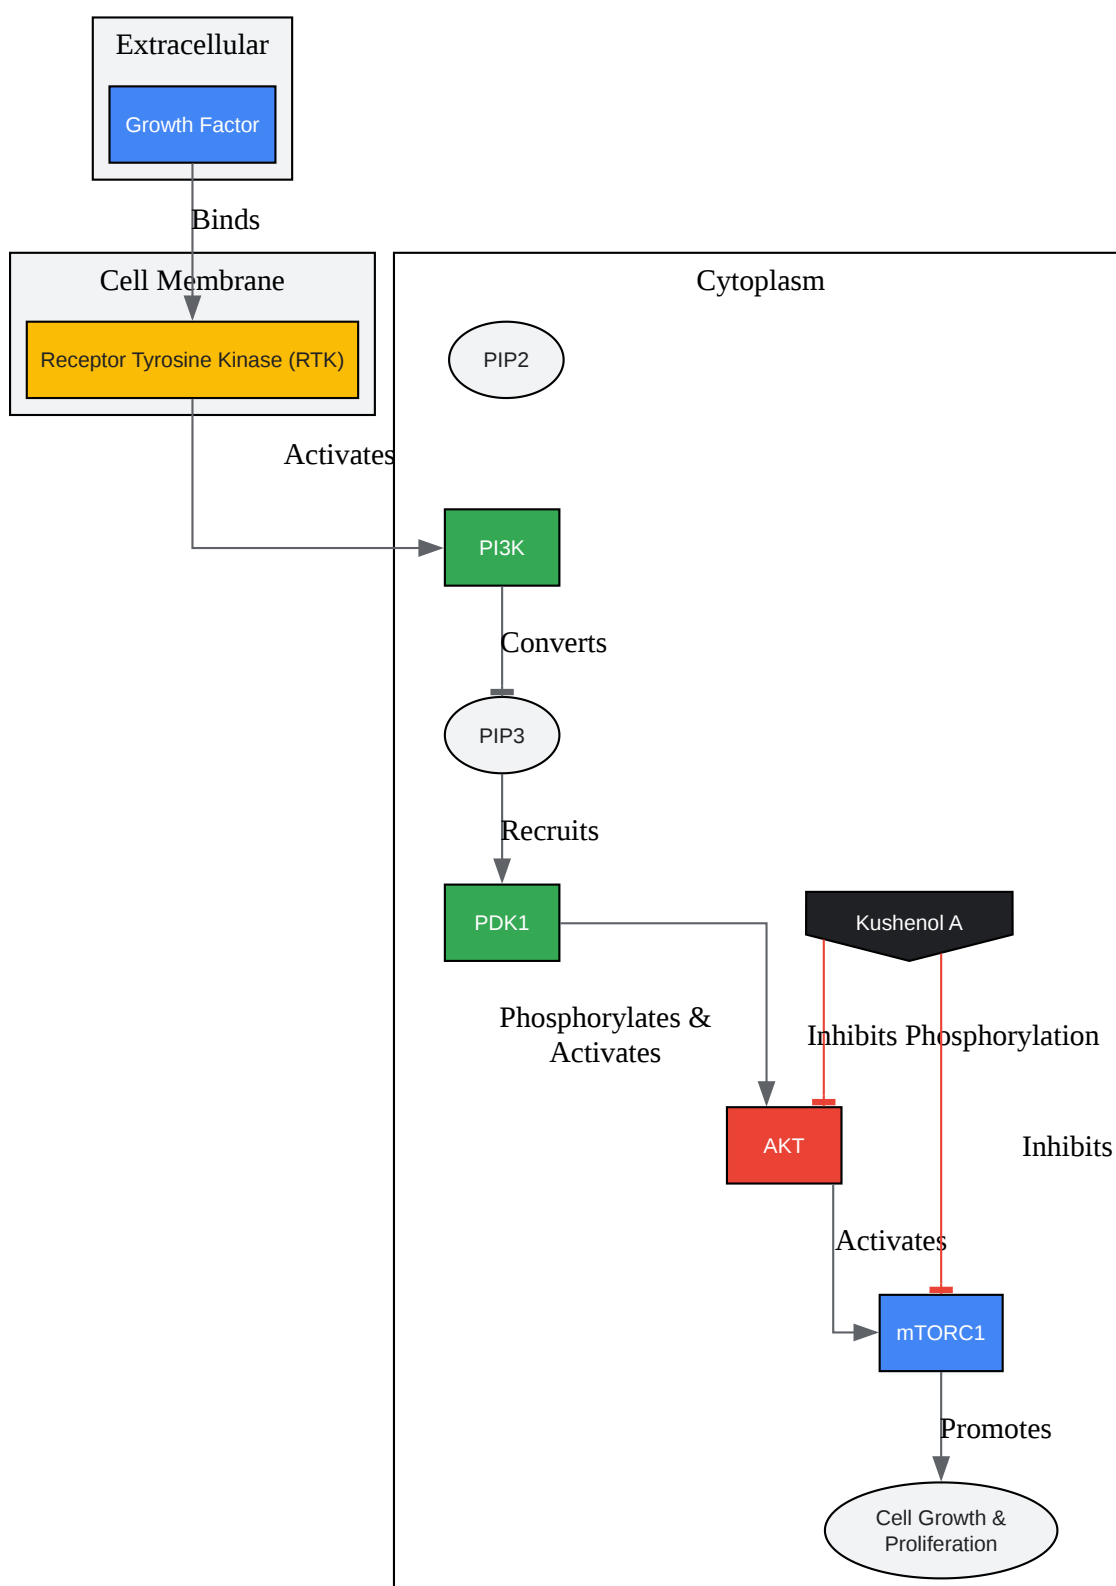 Extracellular
Growth Factor
Binds
Cell Membrane
Receptor Tyrosine Kinase (RTK)
Cytoplasm
PIP2
Activates
PI3K
Converts
PIP3
Recruits
PDK1
Kushenol A
Phosphorylates &
Activates
Inhibits Phosphorylation
AKT
Inhibits
Activates
mTORC1
Promotes
Cell Growth &
Proliferation